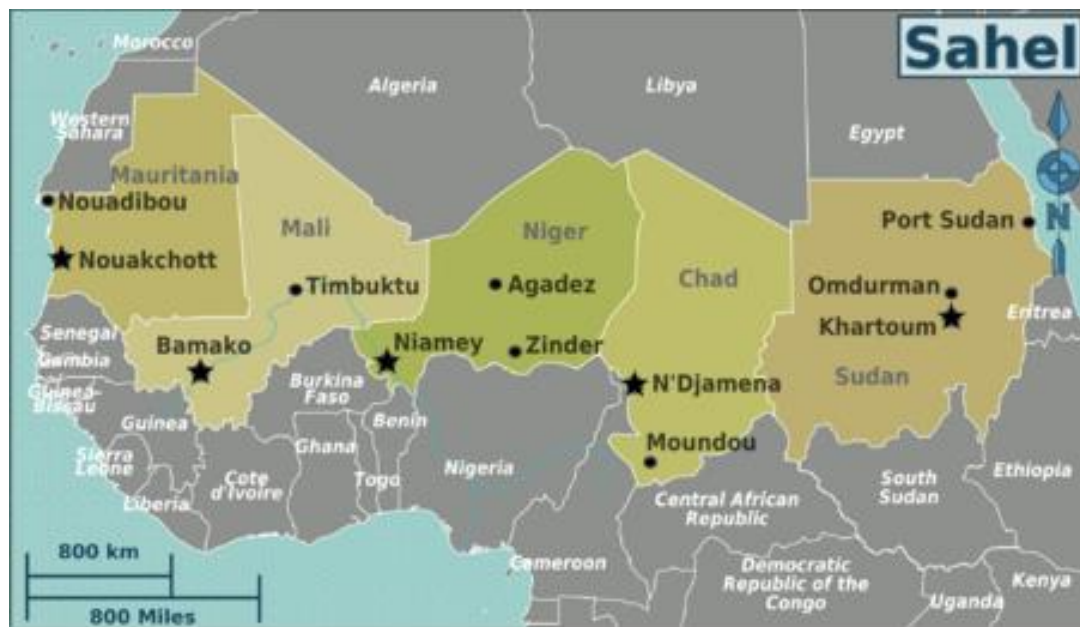 Sahel
Morocco
Algeria
Libya
Egypt
Western
Sahara
Mauritania
Nouadibou
Nouakchott
Mali
Timbuktu
Bamako
Niger
Agadez
Niamey
Zinder
Chad
N'Djamena
Moundou
Port Sudan
Omdurman
Khartoum
Sudan
N
Eritrea
Senegal
Gambia
Guinea-
Bissau
Guinea
Sierra
Leone
Liberia
Cote
d'Ivoire
Burkina
Faso
Ghana
Togo
Benin
Nigeria
Cameroon
Central African
Republic
South
Sudan
Ethiopia
Democratic
Republic of the
Congo
Uganda
Kenya
800 km
800 Miles